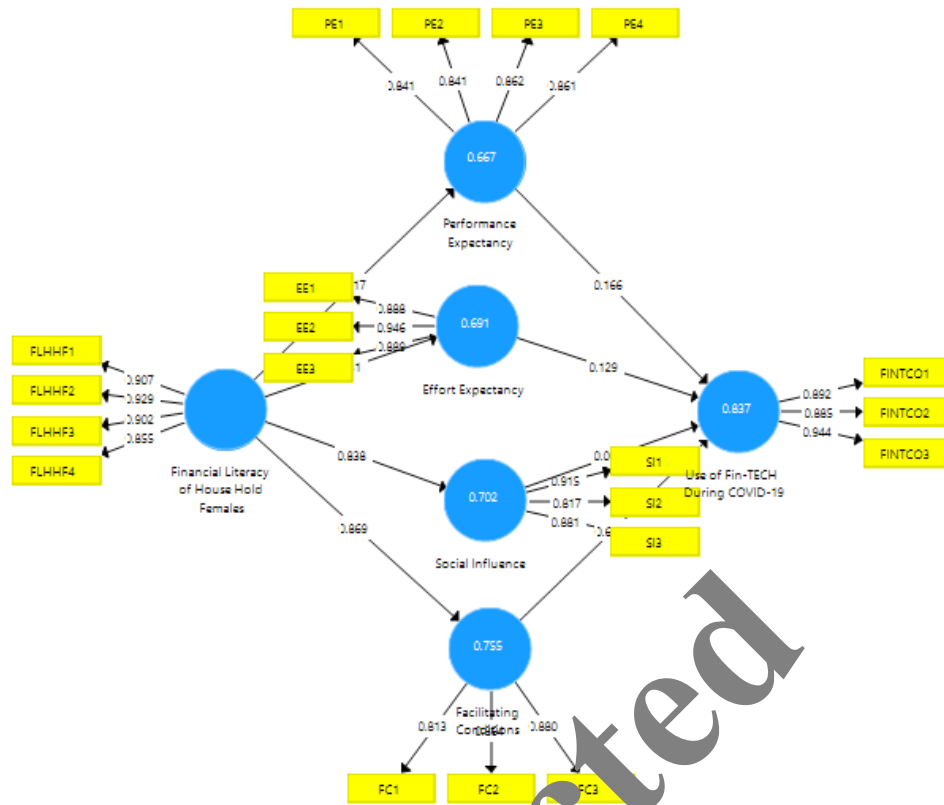 PE1
PE2
PE3
PE4
0.841
0.841
0.862
0.861
0.667
Performance
Expectancy
0.166
EE1
EE2
EE3
0.888
0.946
0.691
Effort Expectancy
0.129
FLHHF1
FLHHF2
FLHHF3
FLHHF4
0.907
0.929
0.902
0.855
Financial Literacy
of House Hold
Females
0.838
0.869
0.837
Use of Fin-TECH
During COVID-19
0.892
0.885
0.944
FINTCO1
FINTCO2
FINTCO3
0.702
Social Influence
0.915
0.817
0.881
SI1
SI2
SI3
0.755
Facilitating
Conditions
0.813
0.880
FC1
FC2
FC3